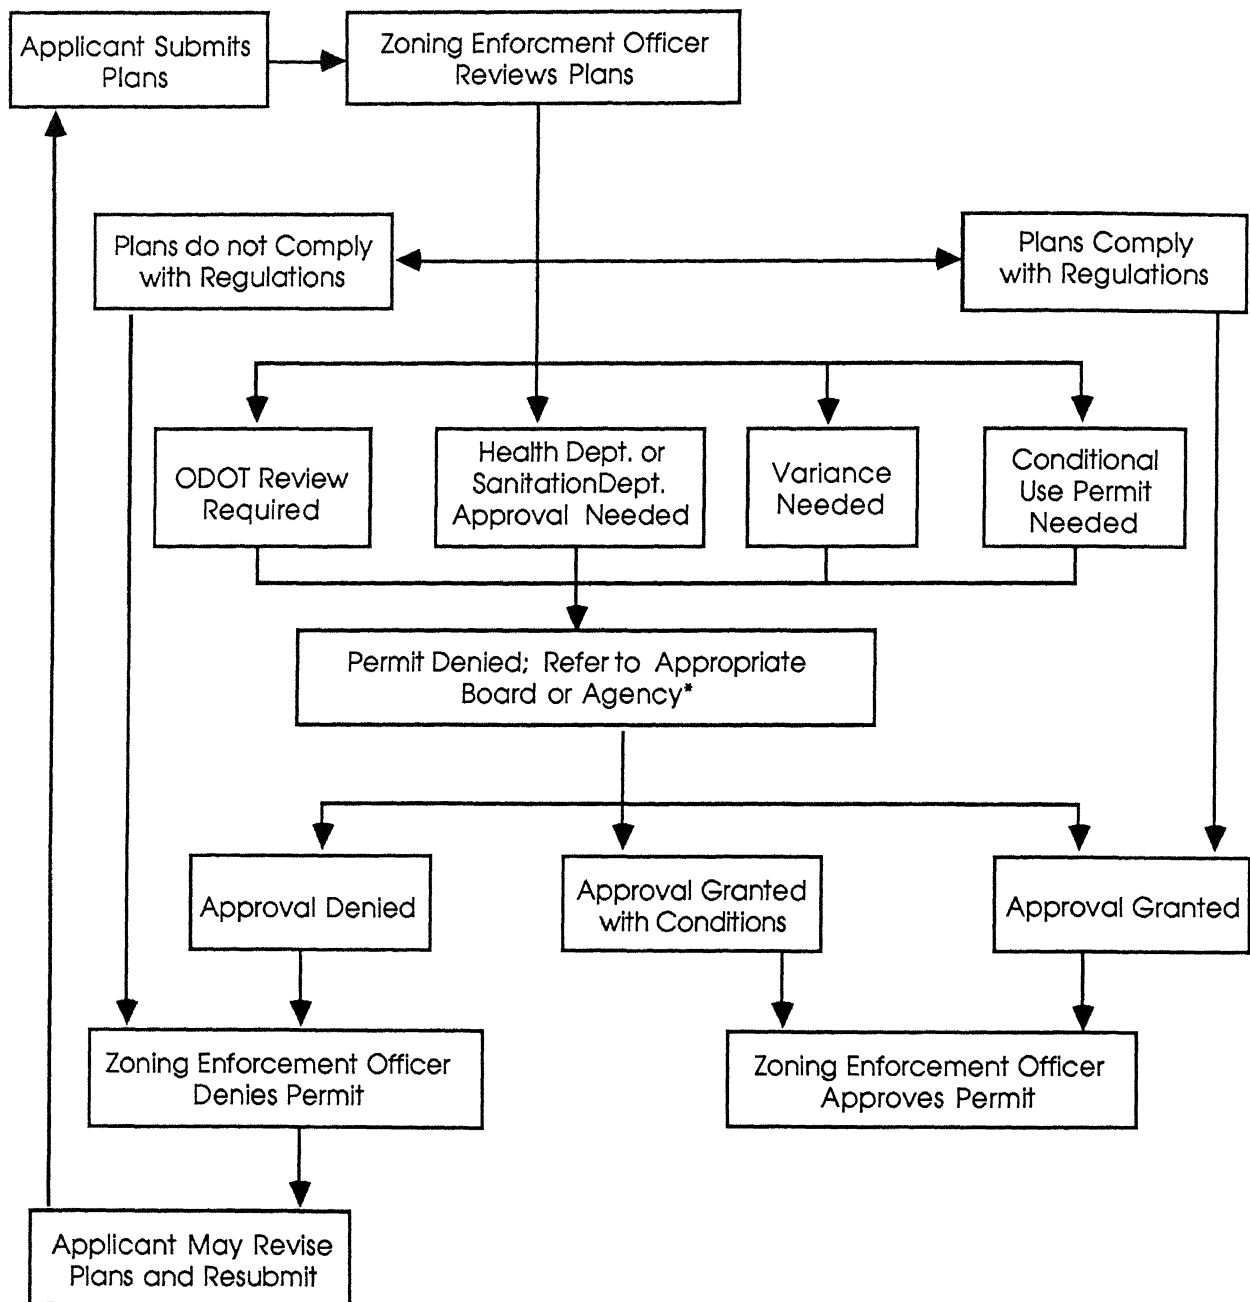 Applicant Submits
Plans
Zoning Enforcment Officer
Reviews Plans
Plans do not Comply
with Regulations
Plans Comply
with Regulations
ODOT Review
Required
Health Dept. or
SanitationDept.
Approval Needed
Variance
Needed
Conditional
Use Permit
Needed
Permit Denied; Refer to Appropriate
Board or Agency*
Approval Denied
Approval Granted
with Conditions
Approval Granted
Zoning Enforcement Officer
Denies Permit
Zoning Enforcement Officer
Approves Permit
Applicant May Revise
Plans and Resubmit